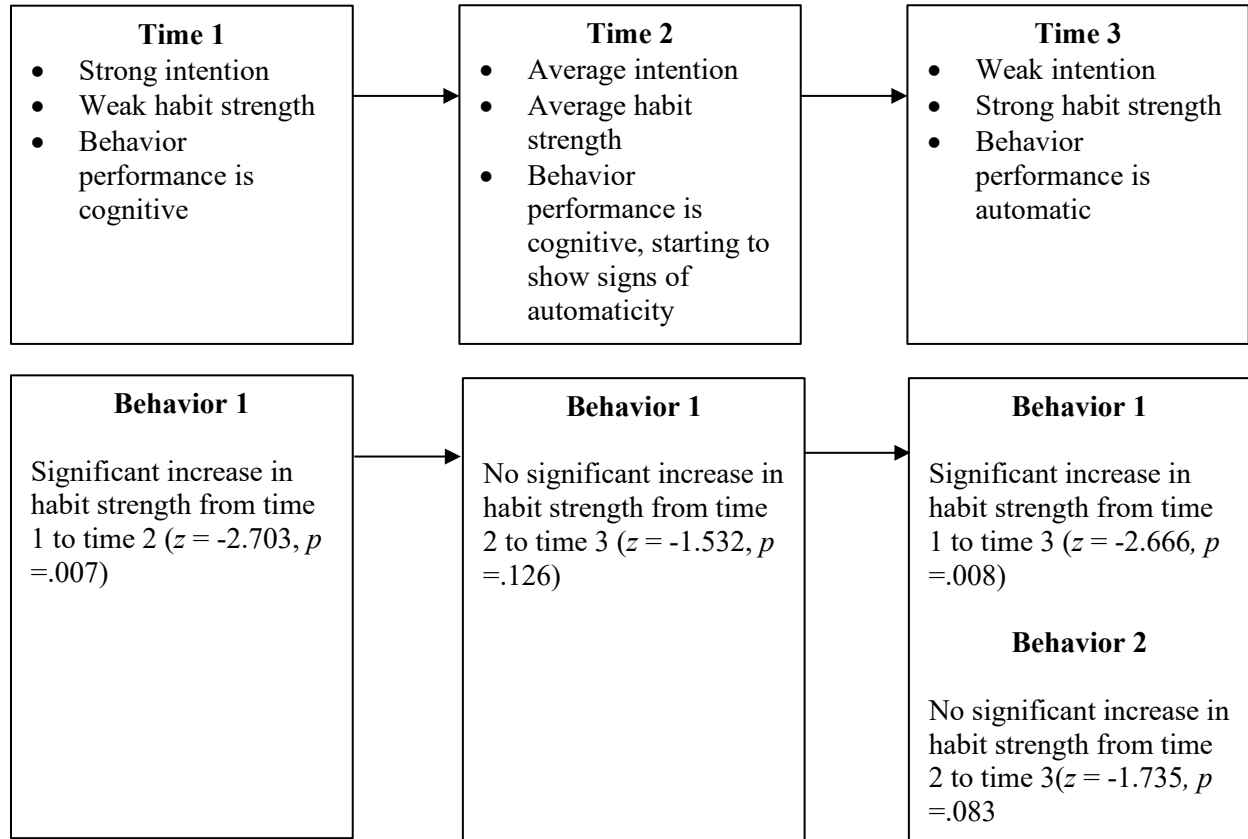 Time 1
• Strong intention
• Weak habit strength
• Behavior
performance is
cognitive
Time 2
• Average intention
• Average habit
strength
• Behavior
performance is
cognitive, starting to
show signs of
automaticity
Time 3
• Weak intention
• Strong habit strength
• Behavior
performance is
automatic
Behavior 1
Significant increase in
habit strength from time
1 to time 2 (z = -2.703, p
=.007)
Behavior 1
No significant increase in
habit strength from time
2 to time 3 (z = -1.532, p
=.126)
Behavior 1
Significant increase in
habit strength from time
1 to time 3 (z = -2.666, p
=.008)
Behavior 2
No significant increase in
habit strength from time
2 to time 3(z = -1.735, p
=.083